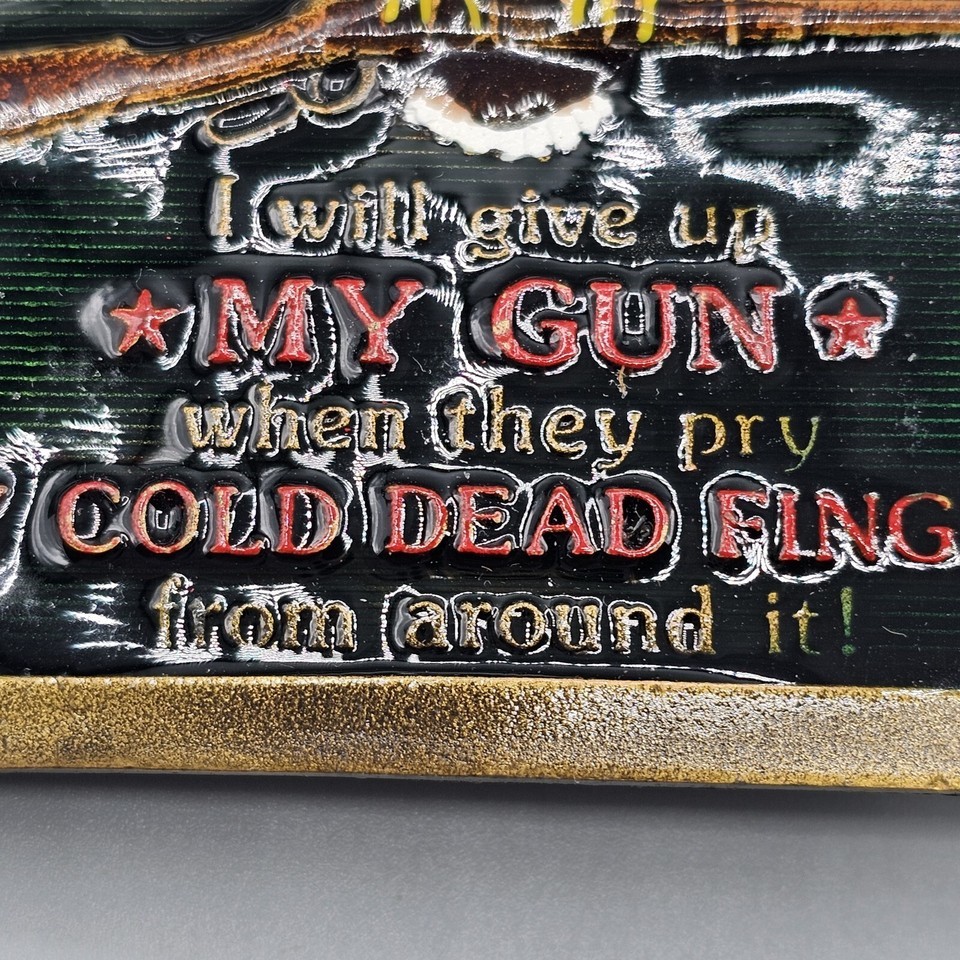 I will give up
★ MY GUN ★
when they pry
Y COLD DEAD FING
from around it!